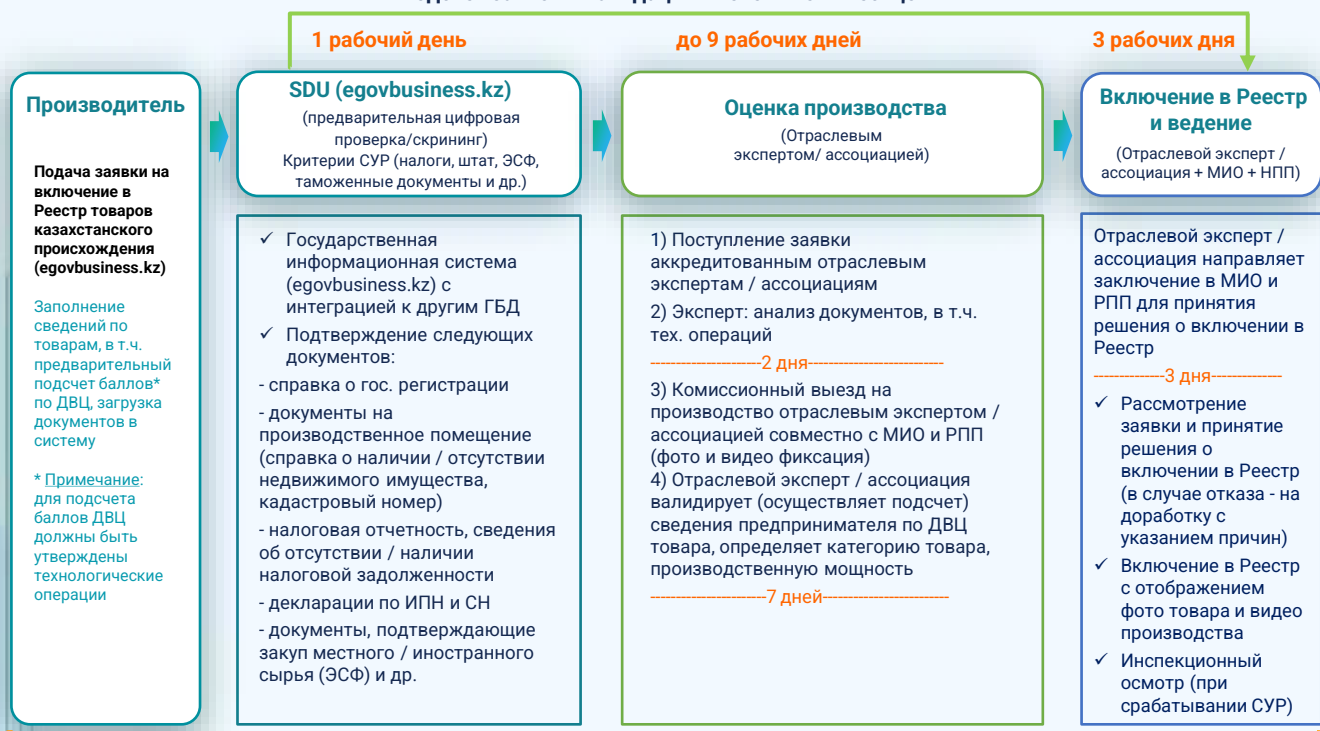 1 рабочий день
до 9 рабочих дней
3 рабочих дня
Производитель
Подача заявки на
включение в
Реестр товаров
казахстанского
происхождения
(egovbusiness.kz)
Заполнение
сведений по
товарам, в т.ч.
предварительный
подсчет баллов*
по ДВЦ, загрузка
документов в
систему
* Примечание:
для подсчета
баллов ДВЦ
должны быть
утверждены
технологические
операции
SDU (egovbusiness.kz)
(предварительная цифровая
проверка/скрининг)
Критерии СУР (налоги, штат, ЭСФ,
таможенные документы и др.)
✓ Государственная
информационная система
(egovbusiness.kz) с
интеграцией к другим ГБД
✓ Подтверждение следующих
документов:
- справка о гос. регистрации
- документы на
производственное помещение
(справка о наличии / отсутствии
недвижимого имущества,
кадастровый номер)
- налоговая отчетность, сведения
об отсутствии / наличии
налоговой задолженности
- декларации по ИПН и СН
- документы, подтверждающие
закуп местного / иностранного
сырья (ЭСФ) и др.
Оценка производства
(Отраслевым
экспертом/ ассоциацией)
1) Поступление заявки
аккредитованным отраслевым
экспертам / ассоциациям
2) Эксперт: анализ документов, в т.ч.
тех. операций
---------------------2 дня--------------------------
3) Комиссионный выезд на
производство отраслевым экспертом /
ассоциацией совместно с МИО и РПП
(фото и видео фиксация)
4) Отраслевой эксперт / ассоциация
валидирует (осуществляет подсчет)
сведения предпринимателя по ДВЦ
товара, определяет категорию товара,
производственную мощность
----------------------7 дней------------------------
Включение в Реестр
и ведение
(Отраслевой эксперт /
ассоциация + МИО + НПП)
Отраслевой эксперт /
ассоциация направляет
заключение в МИО и
РПП для принятия
решения о включении в
Реестр
-------------3 дня-------------
✓ Рассмотрение
заявки и принятие
решения о
включении в Реестр
(в случае отказа - на
доработку с
указанием причин)
✓ Включение в Реестр
с отображением
фото товара и видео
производства
✓ Инспекционный
осмотр (при
срабатывании СУР)